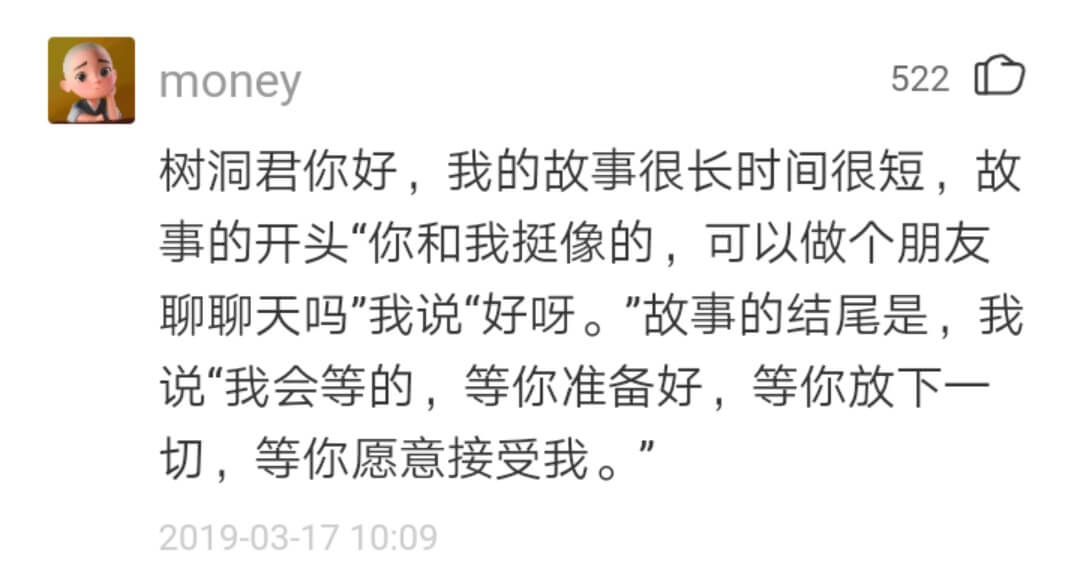 money
522
树洞君你好，我的故事很长时间很短，故
事的开头“你和我挺像的，可以做个朋友
聊聊天吗”我说“好呀。”故事的结尾是，我
说“我会等的，等你准备好，等你放下一
切，等你愿意接受我。”
2019-03-17 10:09